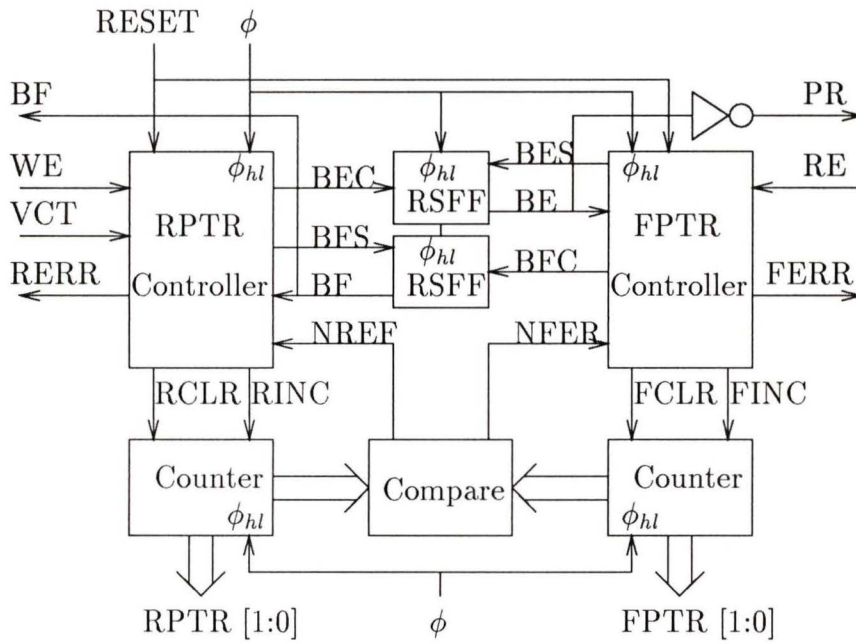 RESET ϕ
BF PR
ϕhl BEC ϕhl BES ϕhl
WE RSFF BE RE
VCT RPTR BFS ϕhl FPTR
RERR Controller BF RSFF BFC Controller FERR
NREF NFER
RCLR RINC FCLR FINC
Counter Compare Counter
ϕhl ϕhl
RPTR [1:0] ϕ FPTR [1:0]